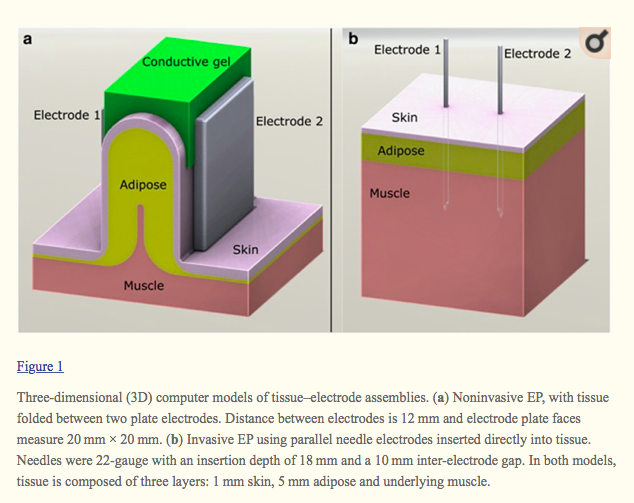 a
Conductive gel
Electrode 1
Electrode 2
Adipose
Skin
Muscle
b
Electrode 1
Electrode 2
Skin
Adipose
Muscle
Figure 1
Three-dimensional (3D) computer models of tissue–electrode assemblies. (a) Noninvasive EP, with tissue
folded between two plate electrodes. Distance between electrodes is 12 mm and electrode plate faces
measure 20 mm × 20 mm. (b) Invasive EP using parallel needle electrodes inserted directly into tissue.
Needles were 22-gauge with an insertion depth of 18 mm and a 10 mm inter-electrode gap. In both models,
tissue is composed of three layers: 1 mm skin, 5 mm adipose and underlying muscle.